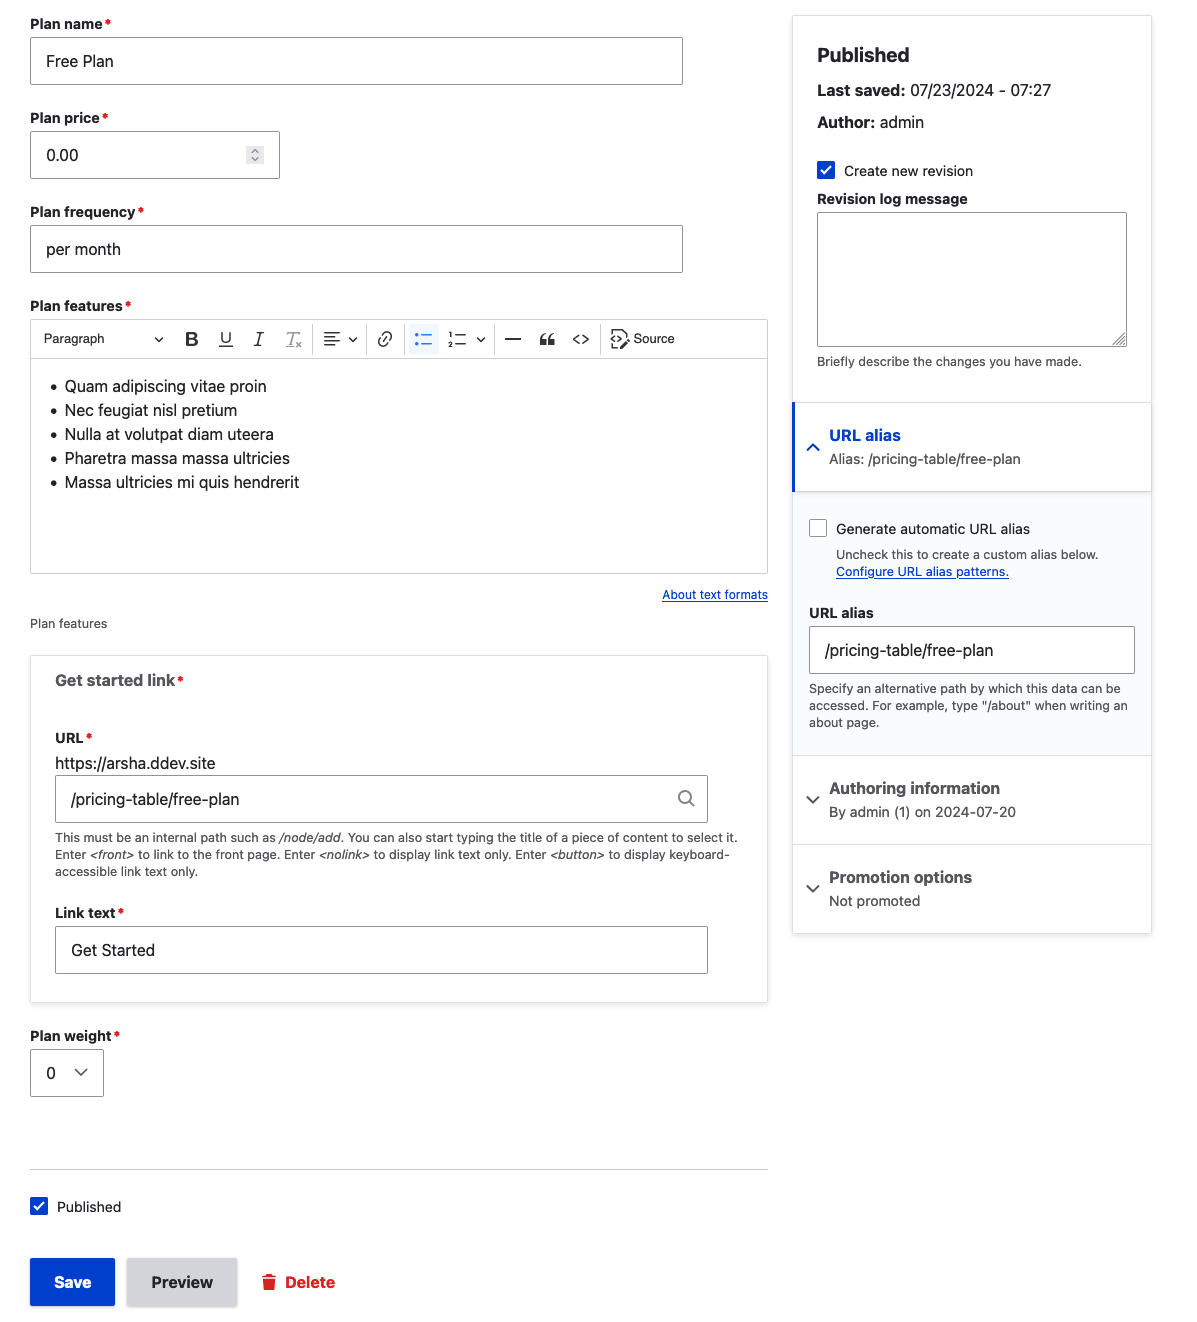 Plan name*
Free Plan
Plan price*
0.00
Plan frequency*
per month
Plan features*
Paragraph B U I Tx Source
Quam adipiscing vitae proin
Nec feugiat nisl pretium
Nulla at volutpat diam uteera
Pharetra massa massa ultricies
Massa ultricies mi quis hendrerit
About text formats
Plan features
Get started link*
URL*
https://arsha.ddev.site
/pricing-table/free-plan
This must be an internal path such as /node/add. You can also start typing the title of a piece of content to select it.
Enter <front> to link to the front page. Enter <nolink> to display link text only. Enter <button> to display keyboard-
accessible link text only.
Link text*
Get Started
Plan weight*
0
Published
Save Preview Delete
Published
Last saved: 07/23/2024 - 07:27
Author: admin
Create new revision
Revision log message
Briefly describe the changes you have made.
URL alias
Alias: /pricing-table/free-plan
Generate automatic URL alias
Uncheck this to create a custom alias below.
Configure URL alias patterns.
URL alias
/pricing-table/free-plan
Specify an alternative path by which this data can be
accessed. For example, type "/about" when writing an
about page.
Authoring information
By admin (1) on 2024-07-20
Promotion options
Not promoted